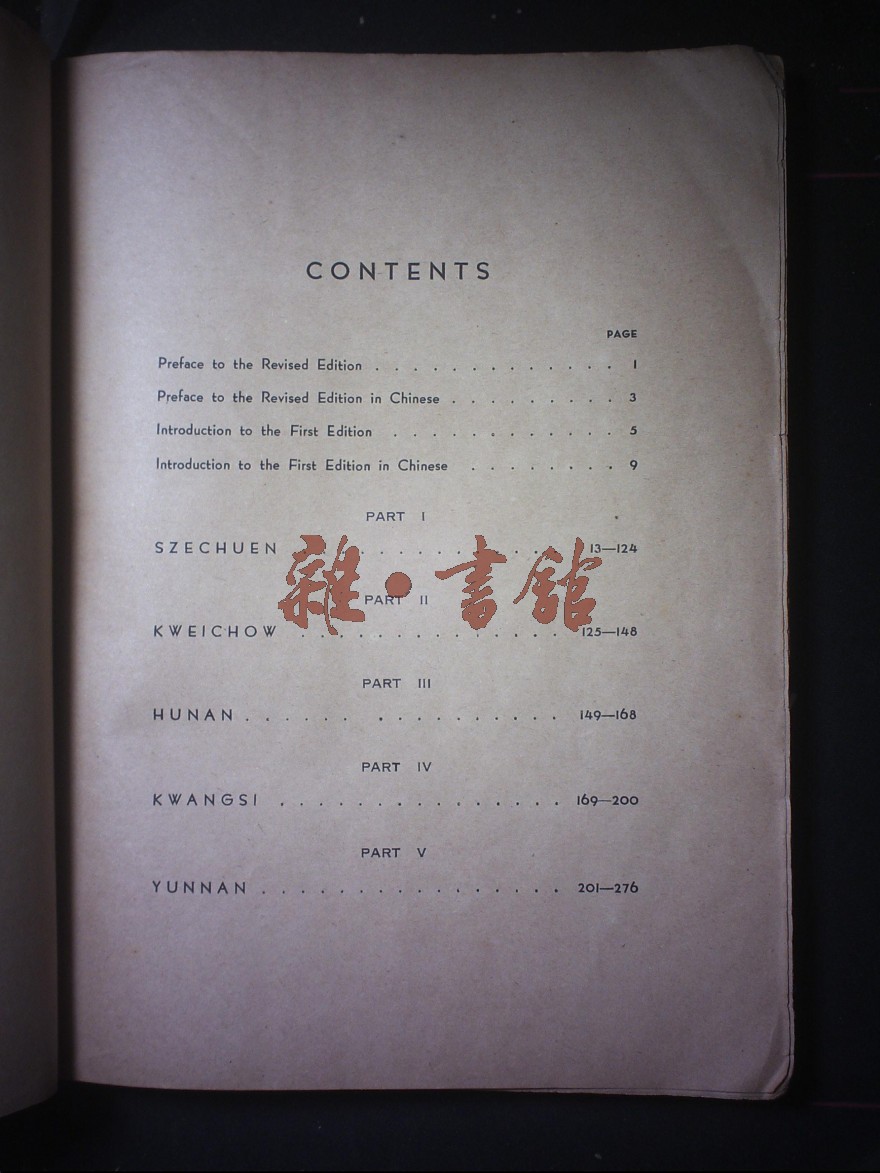 CONTENTS
PAGE
Preface to the Revised Edition . . . . . . . . . . . . . 1
Preface to the Revised Edition in Chinese . . . . . . . . . 3
Introduction to the First Edition . . . . . . . . . . . . 5
Introduction to the First Edition in Chinese . . . . . . . . 9
PART I
SZECHUEN . . . . . . . . . . . . . . 13—124
雜·書館
PART II
KWEICHOW . . . . . . . . . . . . . . 125—148
PART III
HUNAN . . . . . . . . . . . . . . . . 149—168
PART IV
KWANGSI . . . . . . . . . . . . . . . 169—200
PART V
YUNNAN . . . . . . . . . . . . . . . . 201—276